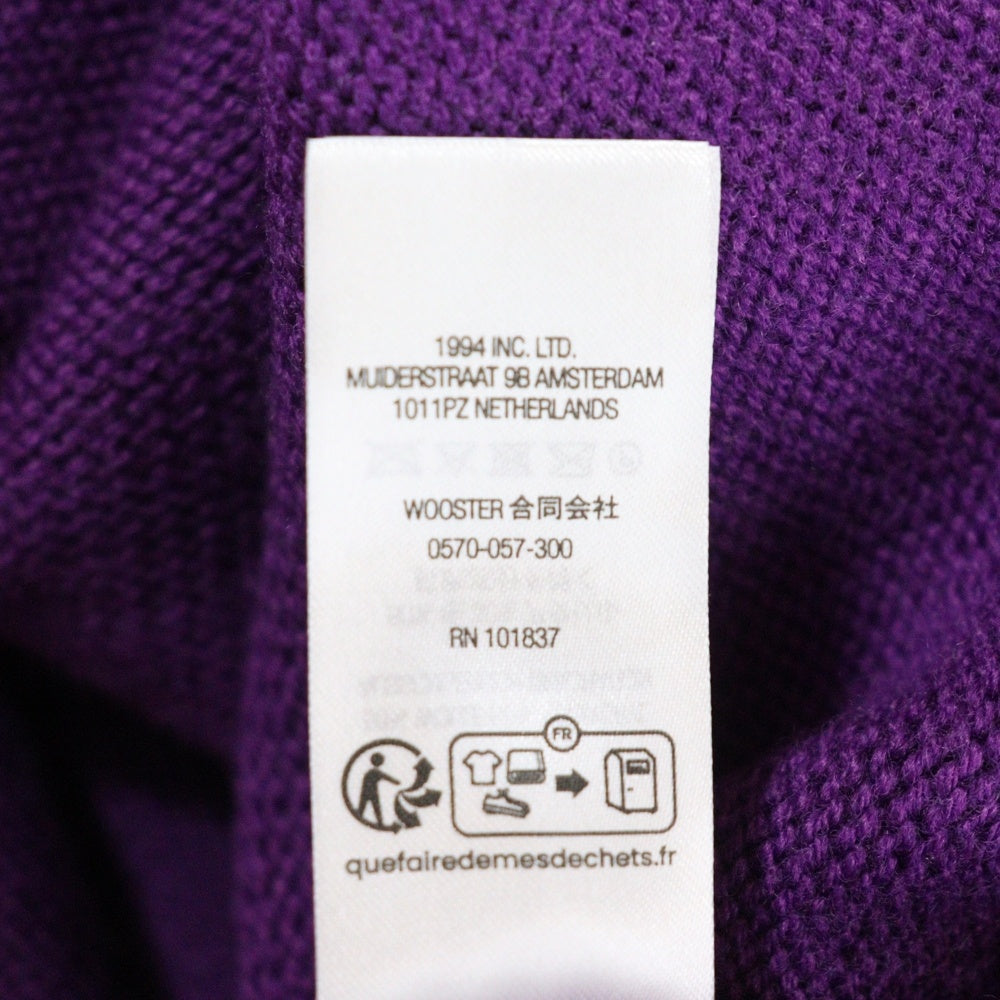 1994 INC. LTD.
MUIDERSTRAAT 9B AMSTERDAM
1011PZ NETHERLANDS
WOOSTER 合同会社
0570-057-300
RN 101837
FR
quefairedemesdechets.fr